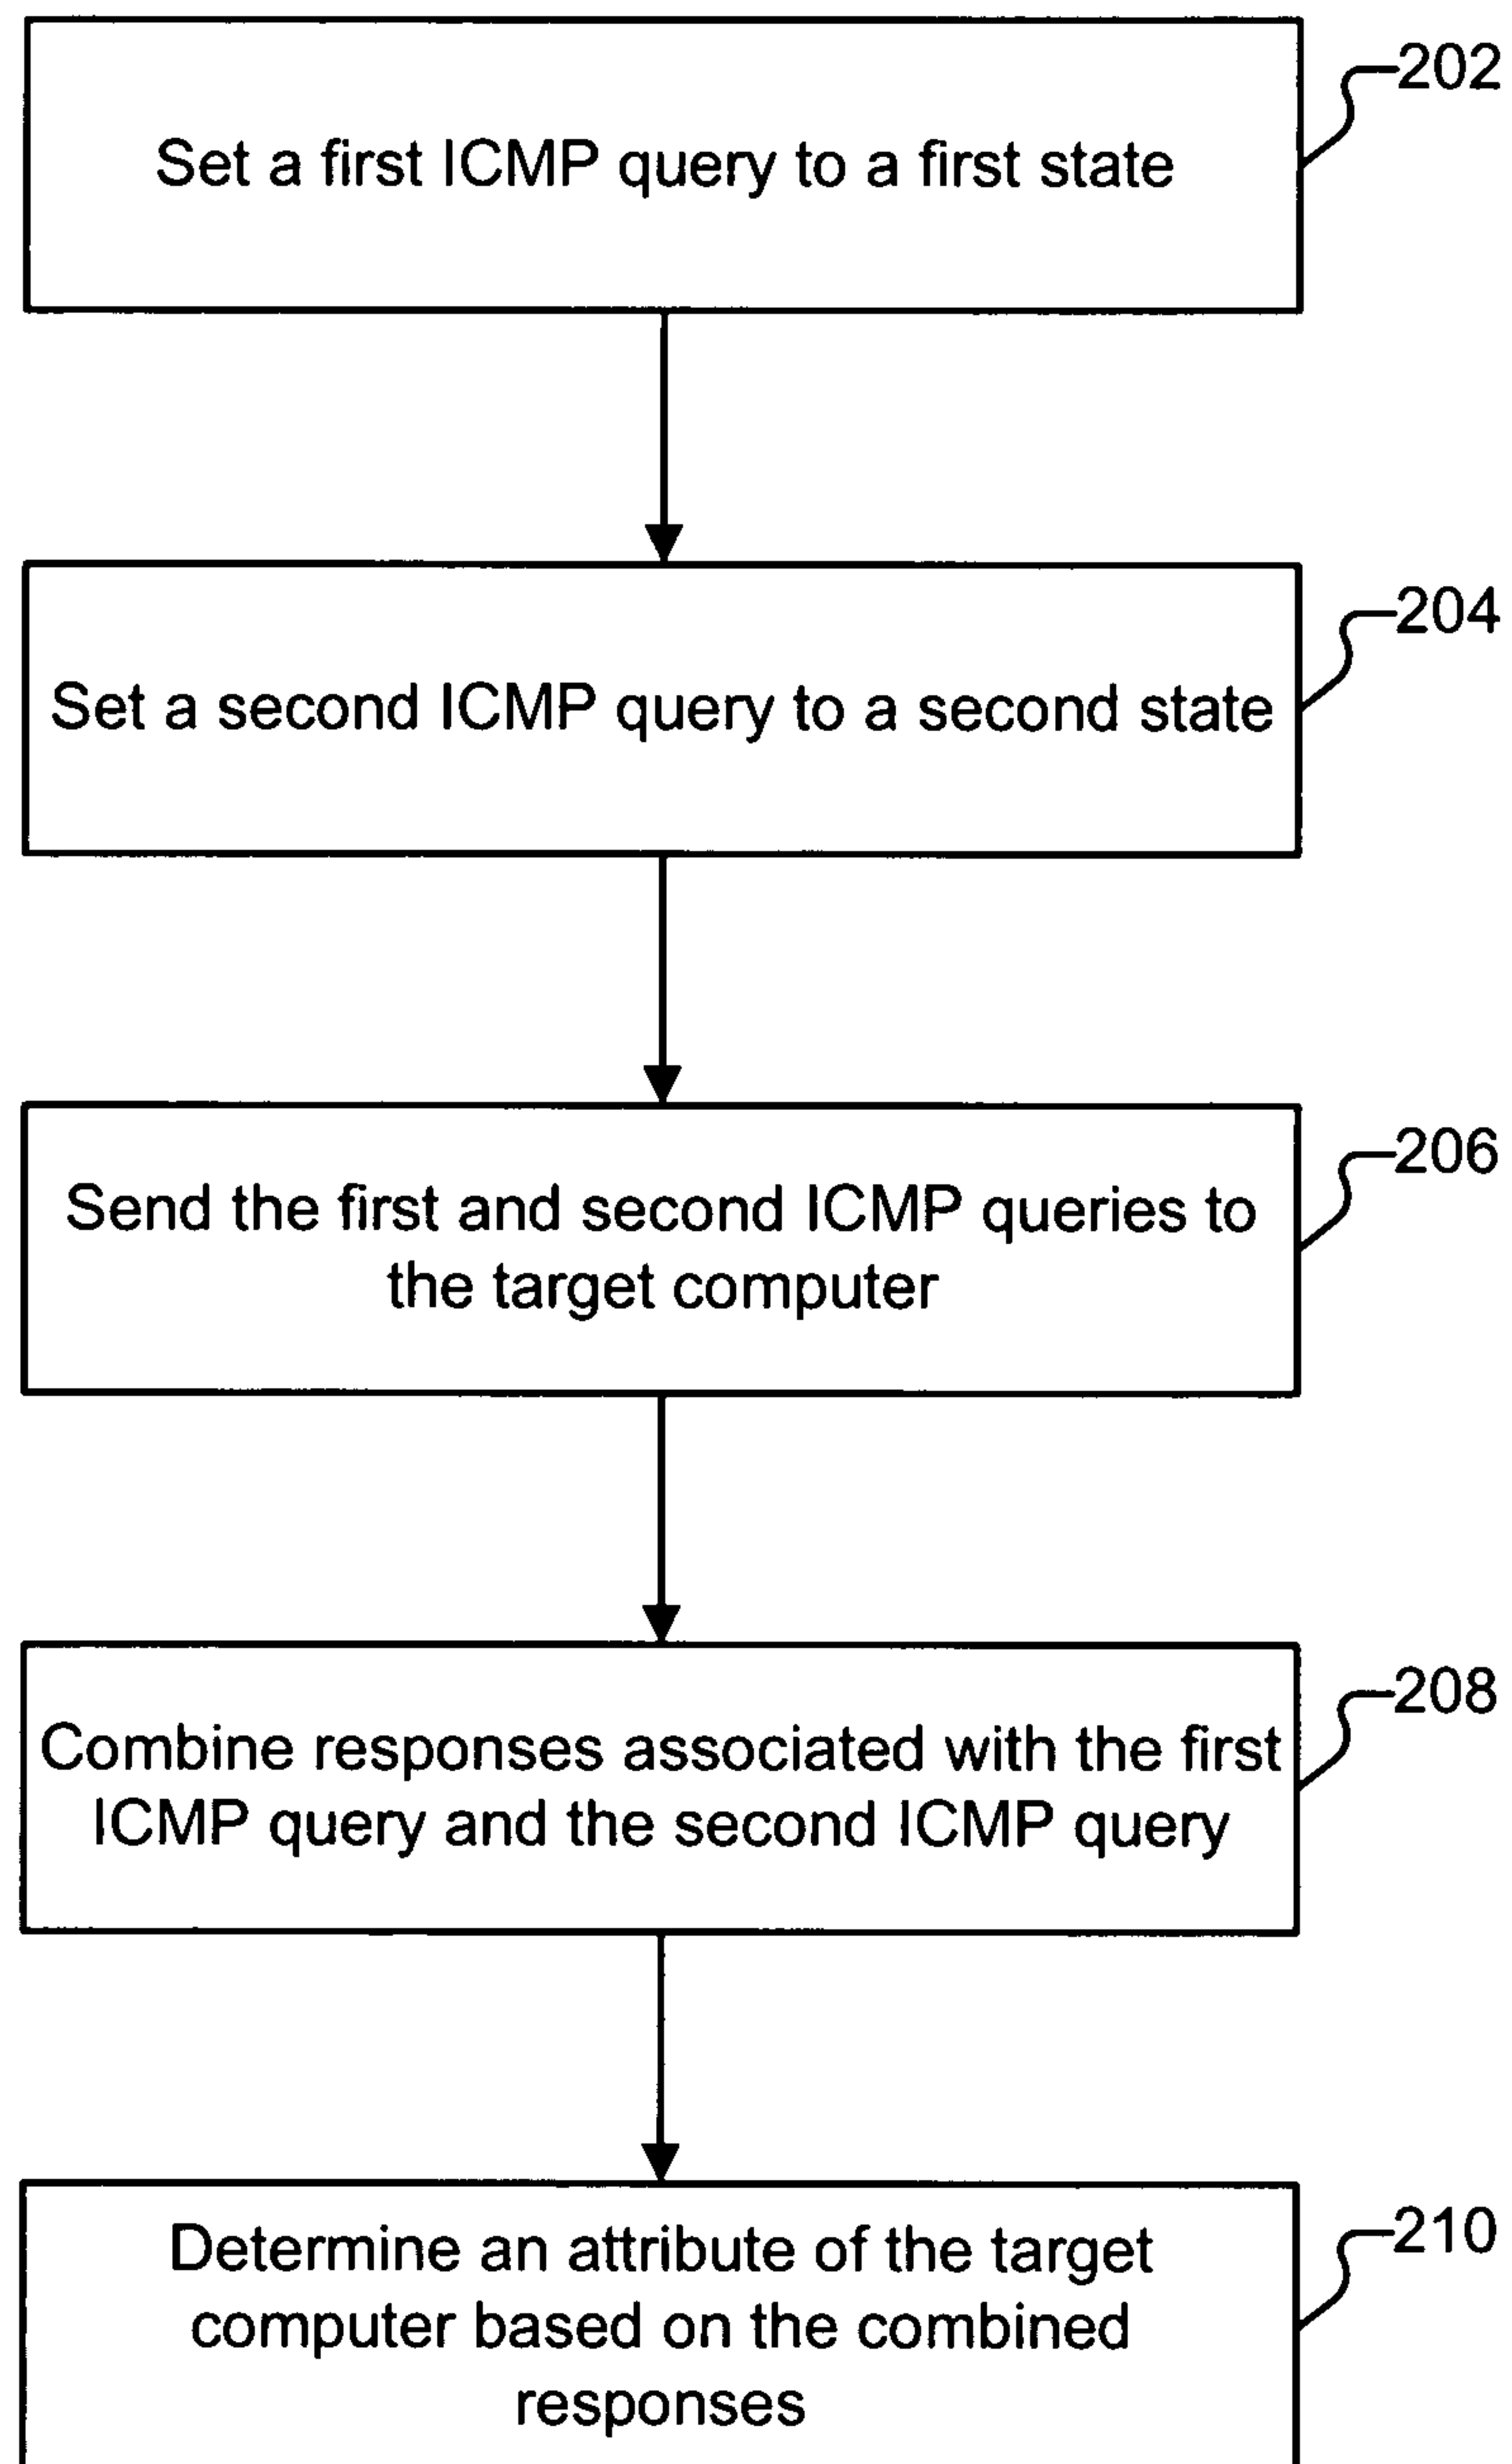 202
Set a first ICMP query to a first state
204
Set a second ICMP query to a second state
206
Send the first and second ICMP queries to
the target computer
208
Combine responses associated with the first
ICMP query and the second ICMP query
210
Determine an attribute of the target
computer based on the combined
responses